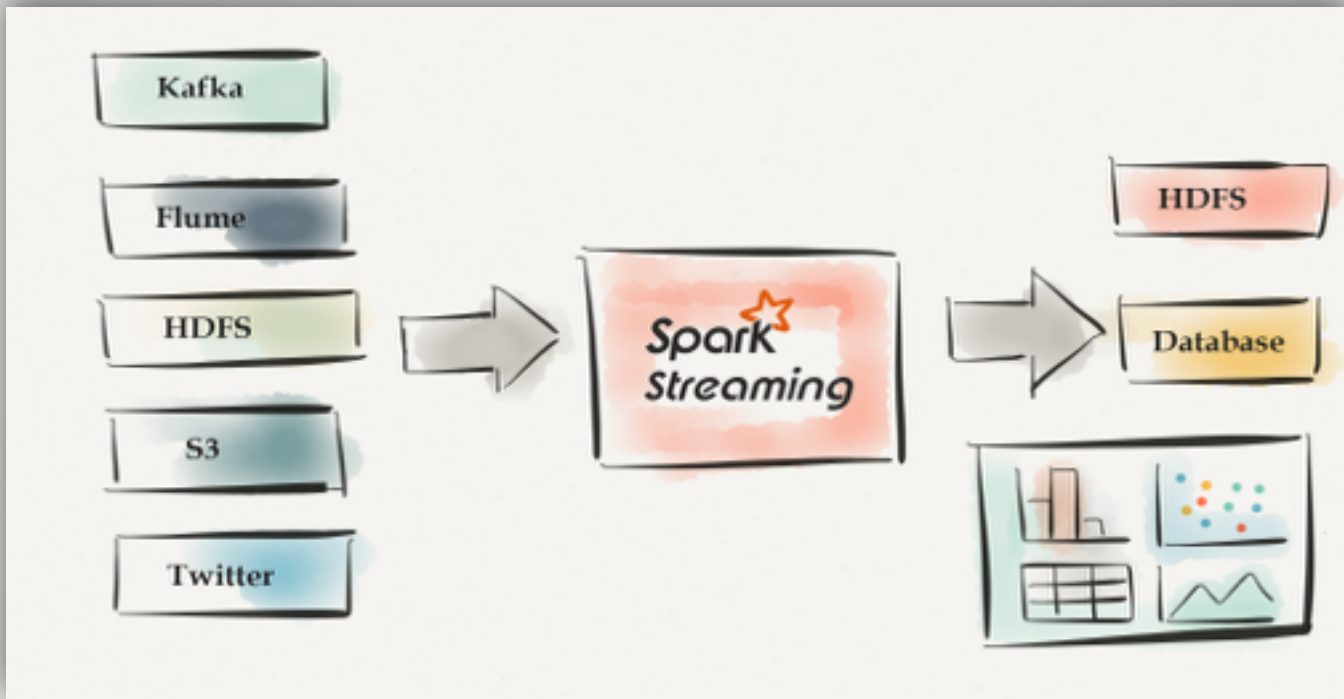 Kafka
Flume
HDFS
S3
Twitter
Spark
Streaming
HDFS
Database